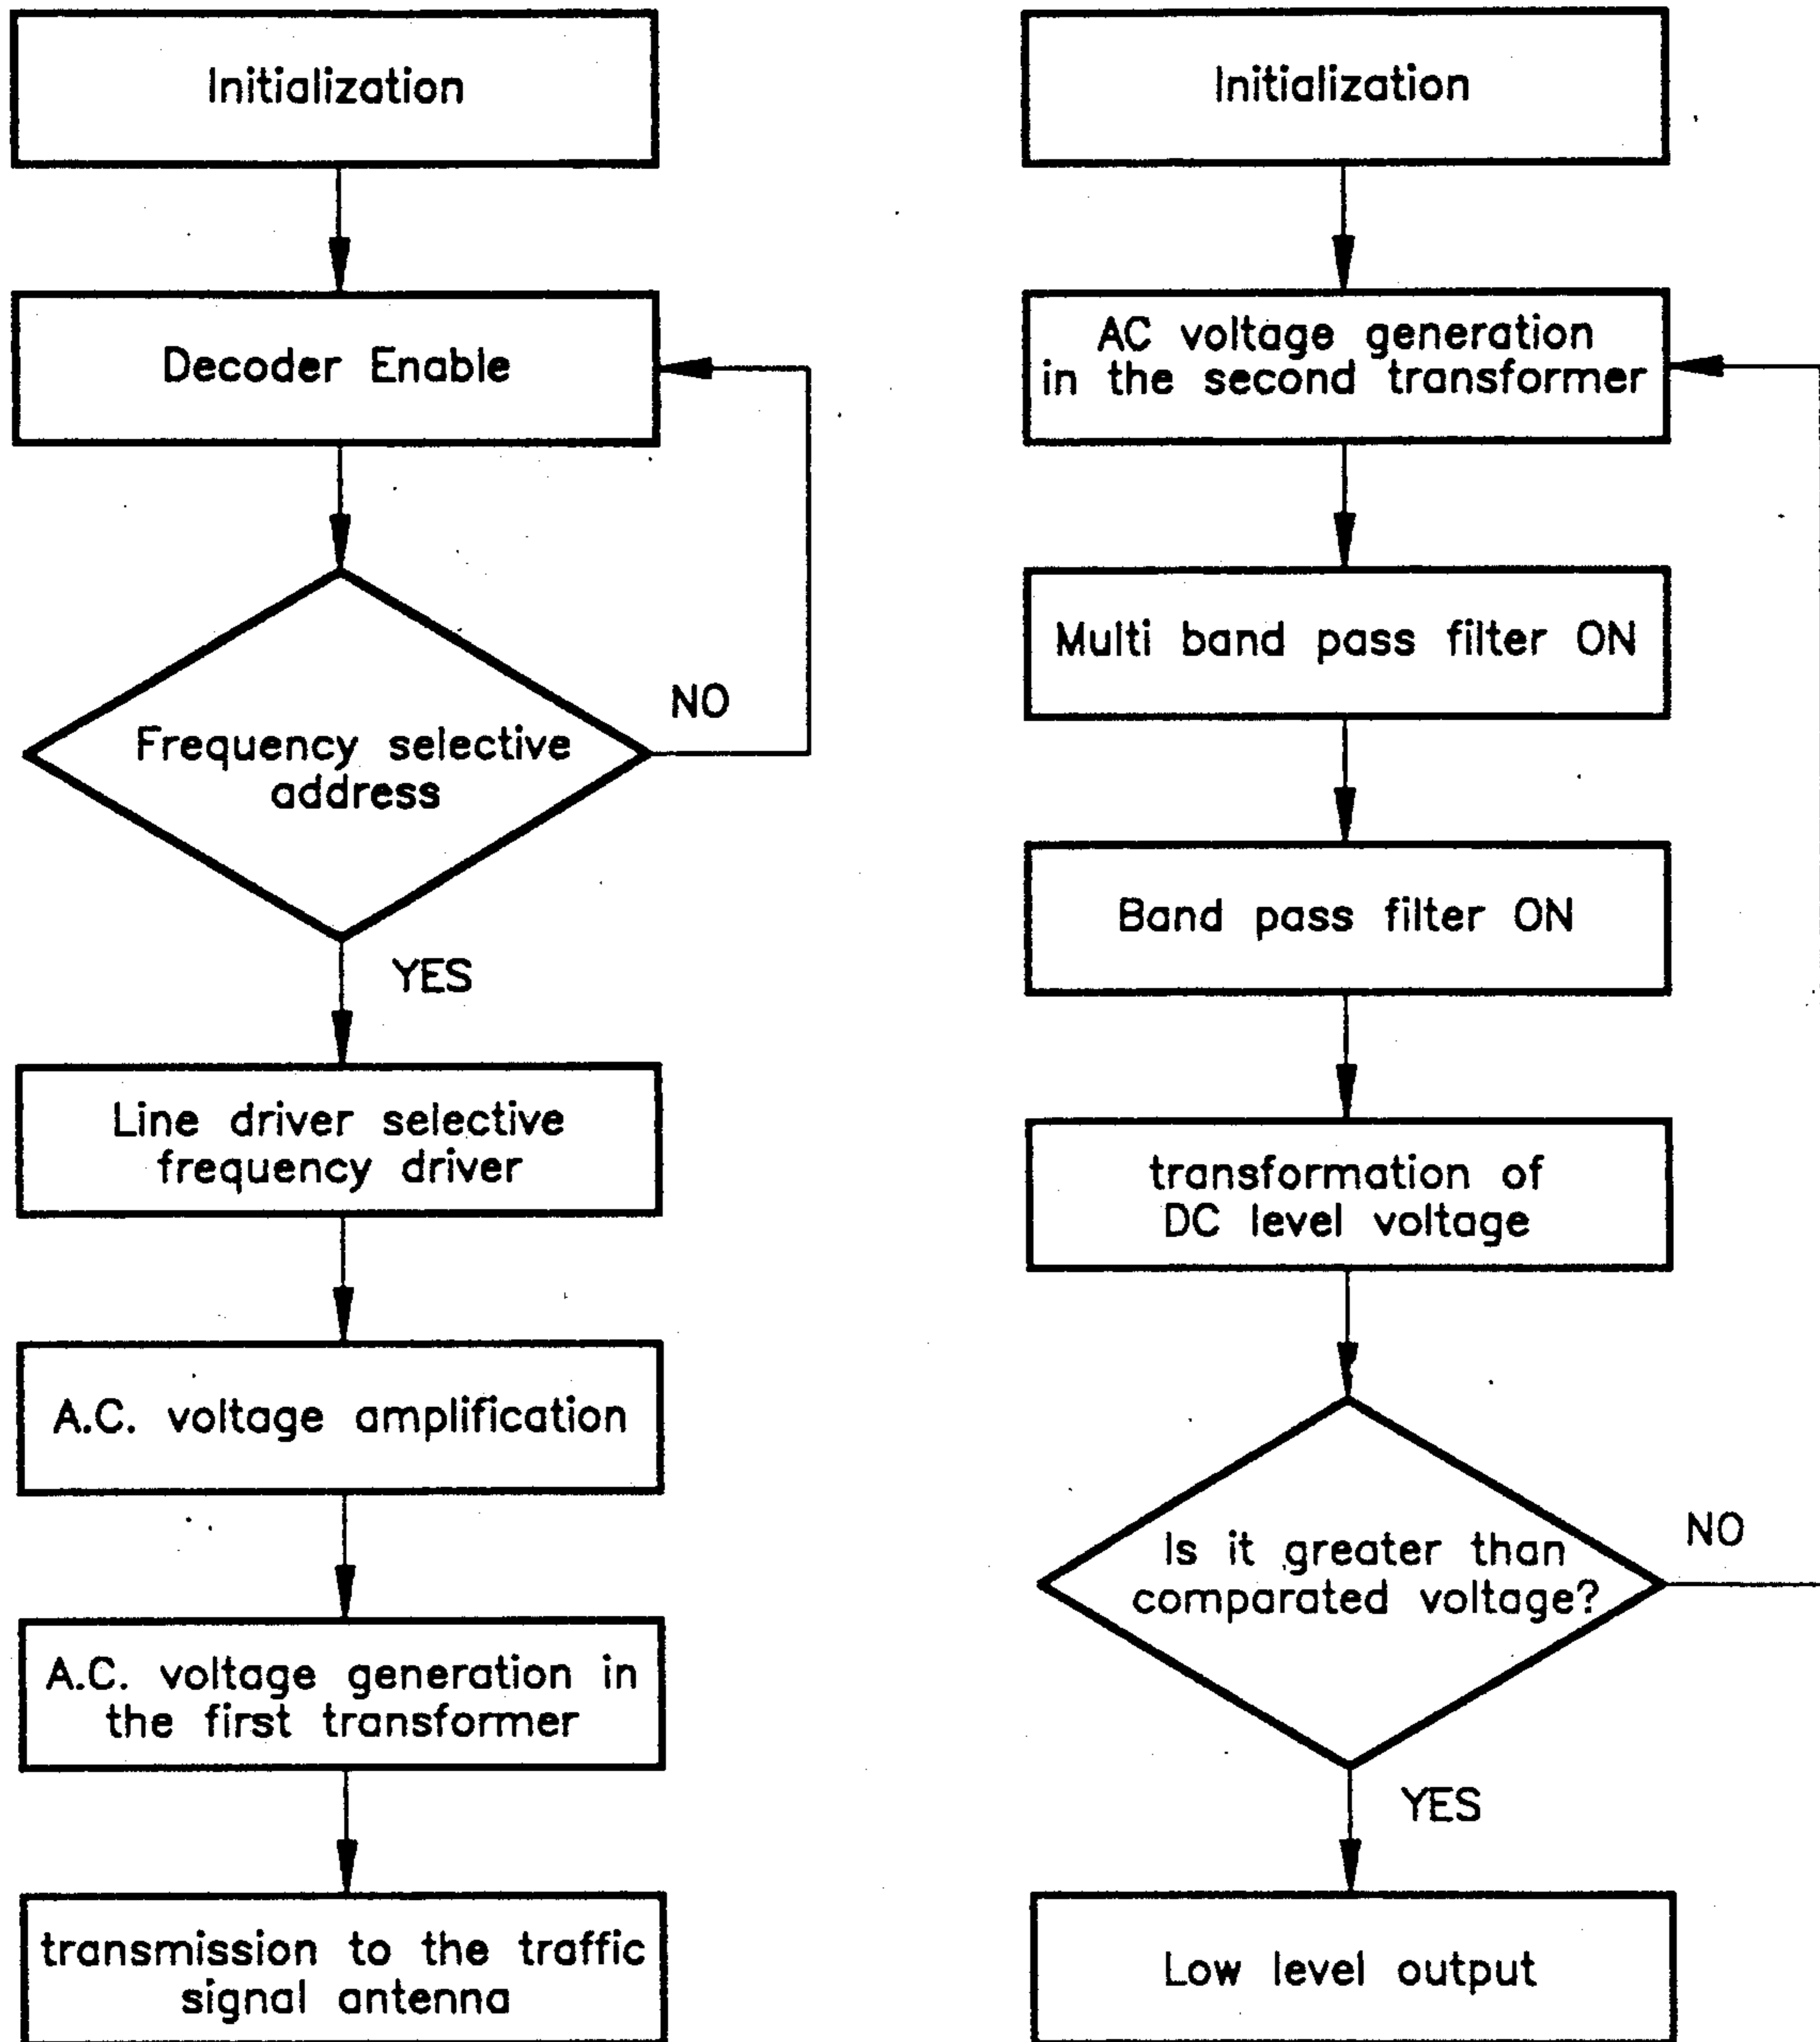 Initialization
Decoder Enable
NO
Frequency selective
address
YES
Line driver selective
frequency driver
A.C. voltage amplification
A.C. voltage generation in
the first transformer
transmission to the traffic
signal antenna
Initialization
AC voltage generation
in the second transformer
Multi band pass filter ON
Band pass filter ON
transformation of
DC level voltage
NO
Is it greater than
comparated voltage?
YES
Low level output